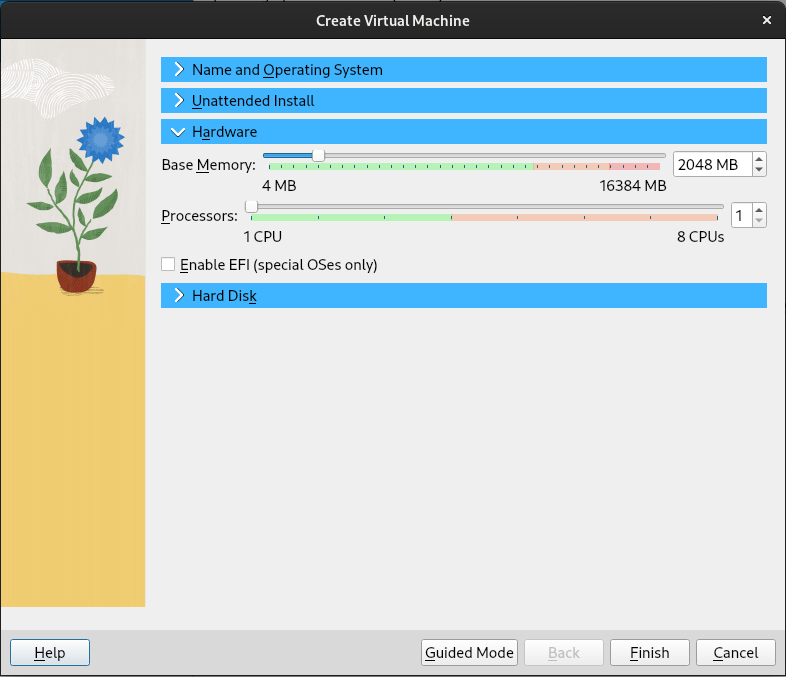 Create Virtual Machine
Name and Operating System
Unattended Install
Hardware
Base Memory: 2048 MB
4 MB 16384 MB
Processors: 1
1 CPU 8 CPUs
Enable EFI (special OSes only)
Hard Disk
Help Guided Mode Back Finish Cancel